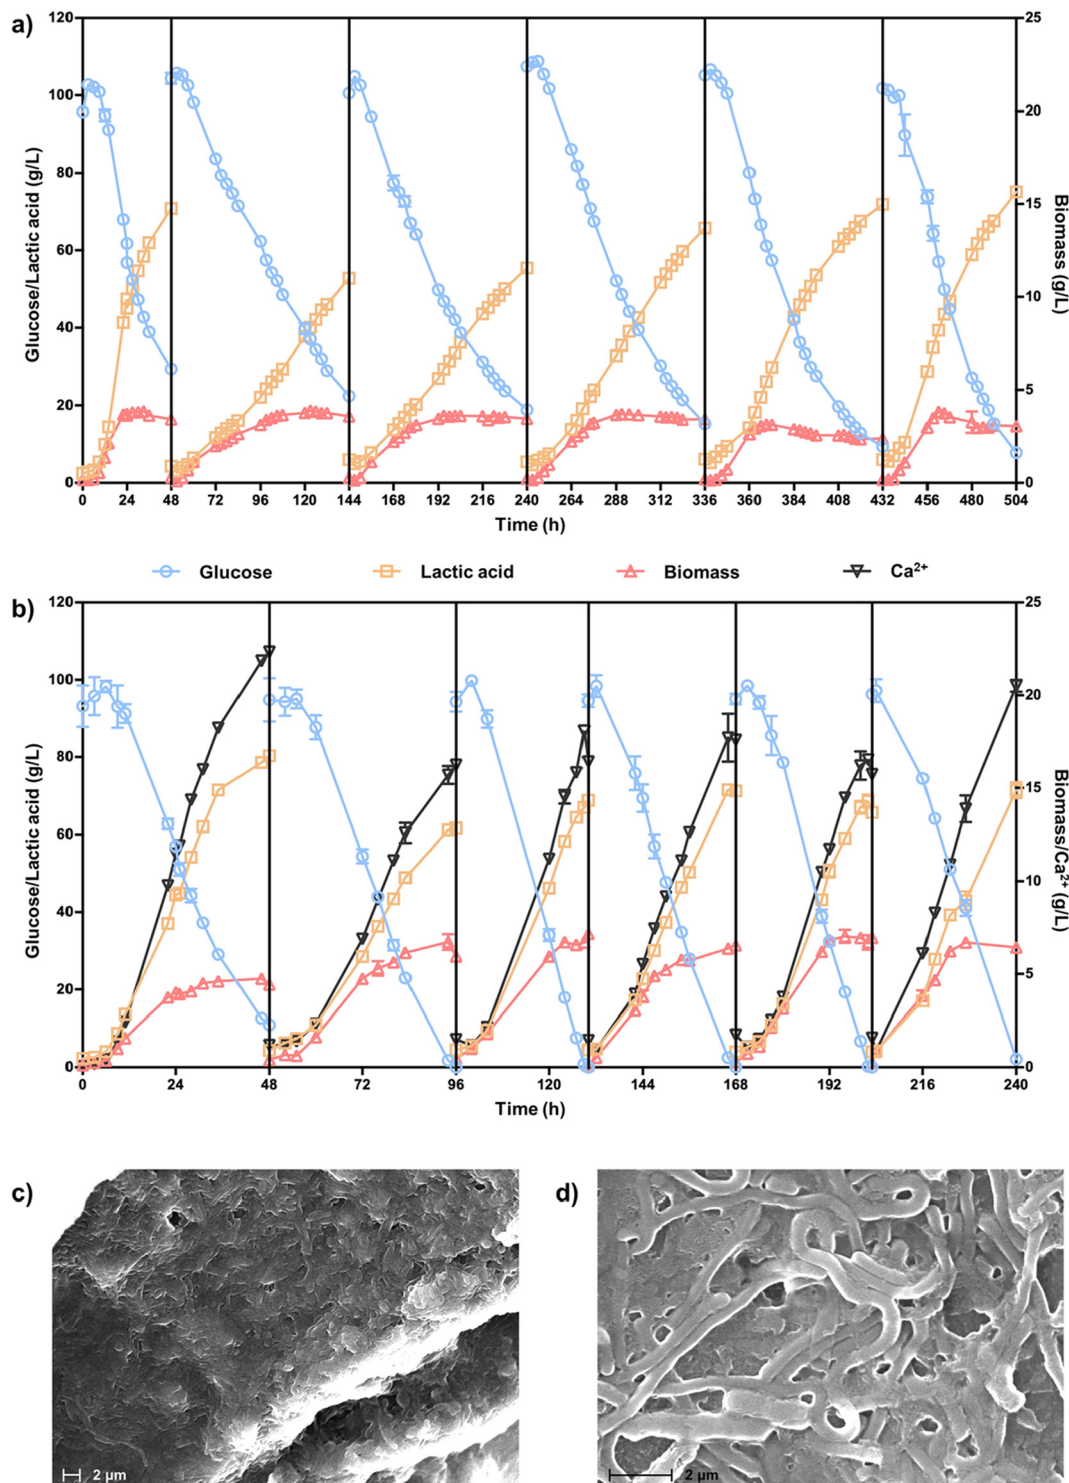 a)
120
100
80
60
40
20
0
Glucose/Lactic acid (g/L)
25
20
15
10
5
0
Biomass (g/L)
0 24 48 72 96 120 144 168 192 216 240 264 288 312 336 360 384 408 432 456 480 504
Time (h)
Glucose Lactic acid Biomass Ca²⁺
b)
120
100
80
60
40
20
0
Glucose/Lactic acid (g/L)
25
20
15
10
5
0
Biomass/Ca²⁺ (g/L)
0 24 48 72 96 120 144 168 192 216 240
Time (h)
c)
2 µm
d)
2 µm